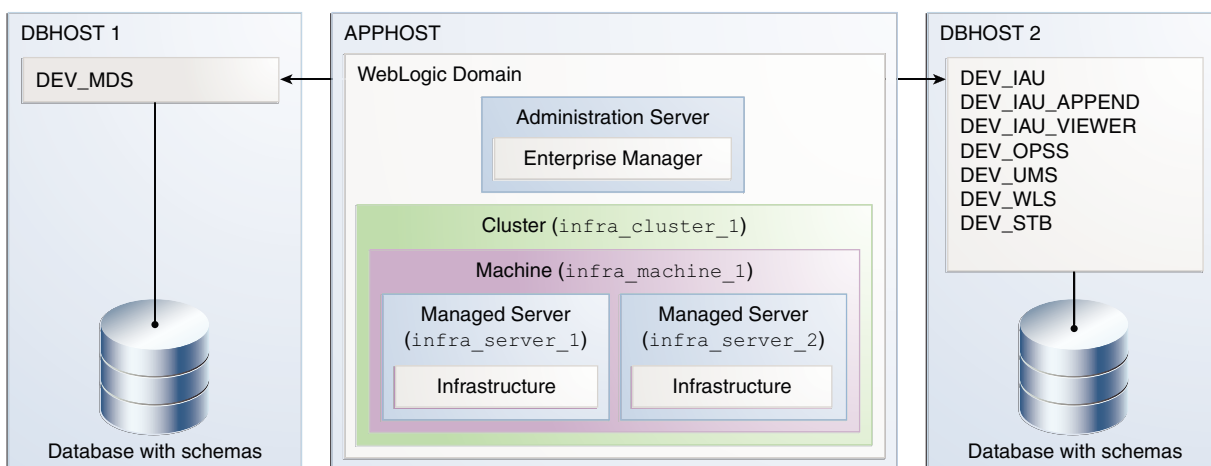 DBHOST 1
DEV_MDS
Database with schemas
APPHOST
WebLogic Domain
Administration Server
Enterprise Manager
Cluster (infra_cluster_1)
Machine (infra_machine_1)
Managed Server
(infra_server_1)
Infrastructure
Managed Server
(infra_server_2)
Infrastructure
DBHOST 2
DEV_IAU
DEV_IAU_APPEND
DEV_IAU_VIEWER
DEV_OPSS
DEV_UMS
DEV_WLS
DEV_STB
Database with schemas